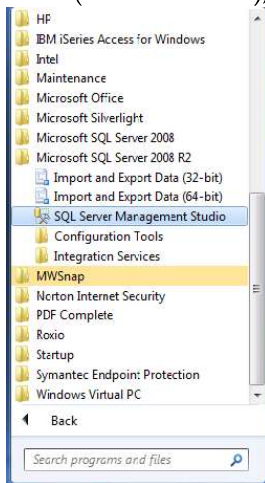 HP
IBM iSeries Access for Windows
Intel
Maintenance
Microsoft Office
Microsoft Silverlight
Microsoft SQL Server 2008
Microsoft SQL Server 2008 R2
Import and Export Data (32-bit)
Import and Export Data (64-bit)
SQL Server Management Studio
Configuration Tools
Integration Services
MWSnap
Norton Internet Security
PDF Complete
Roxio
Startup
Symantec Endpoint Protection
Windows Virtual PC
Back
Search programs and files